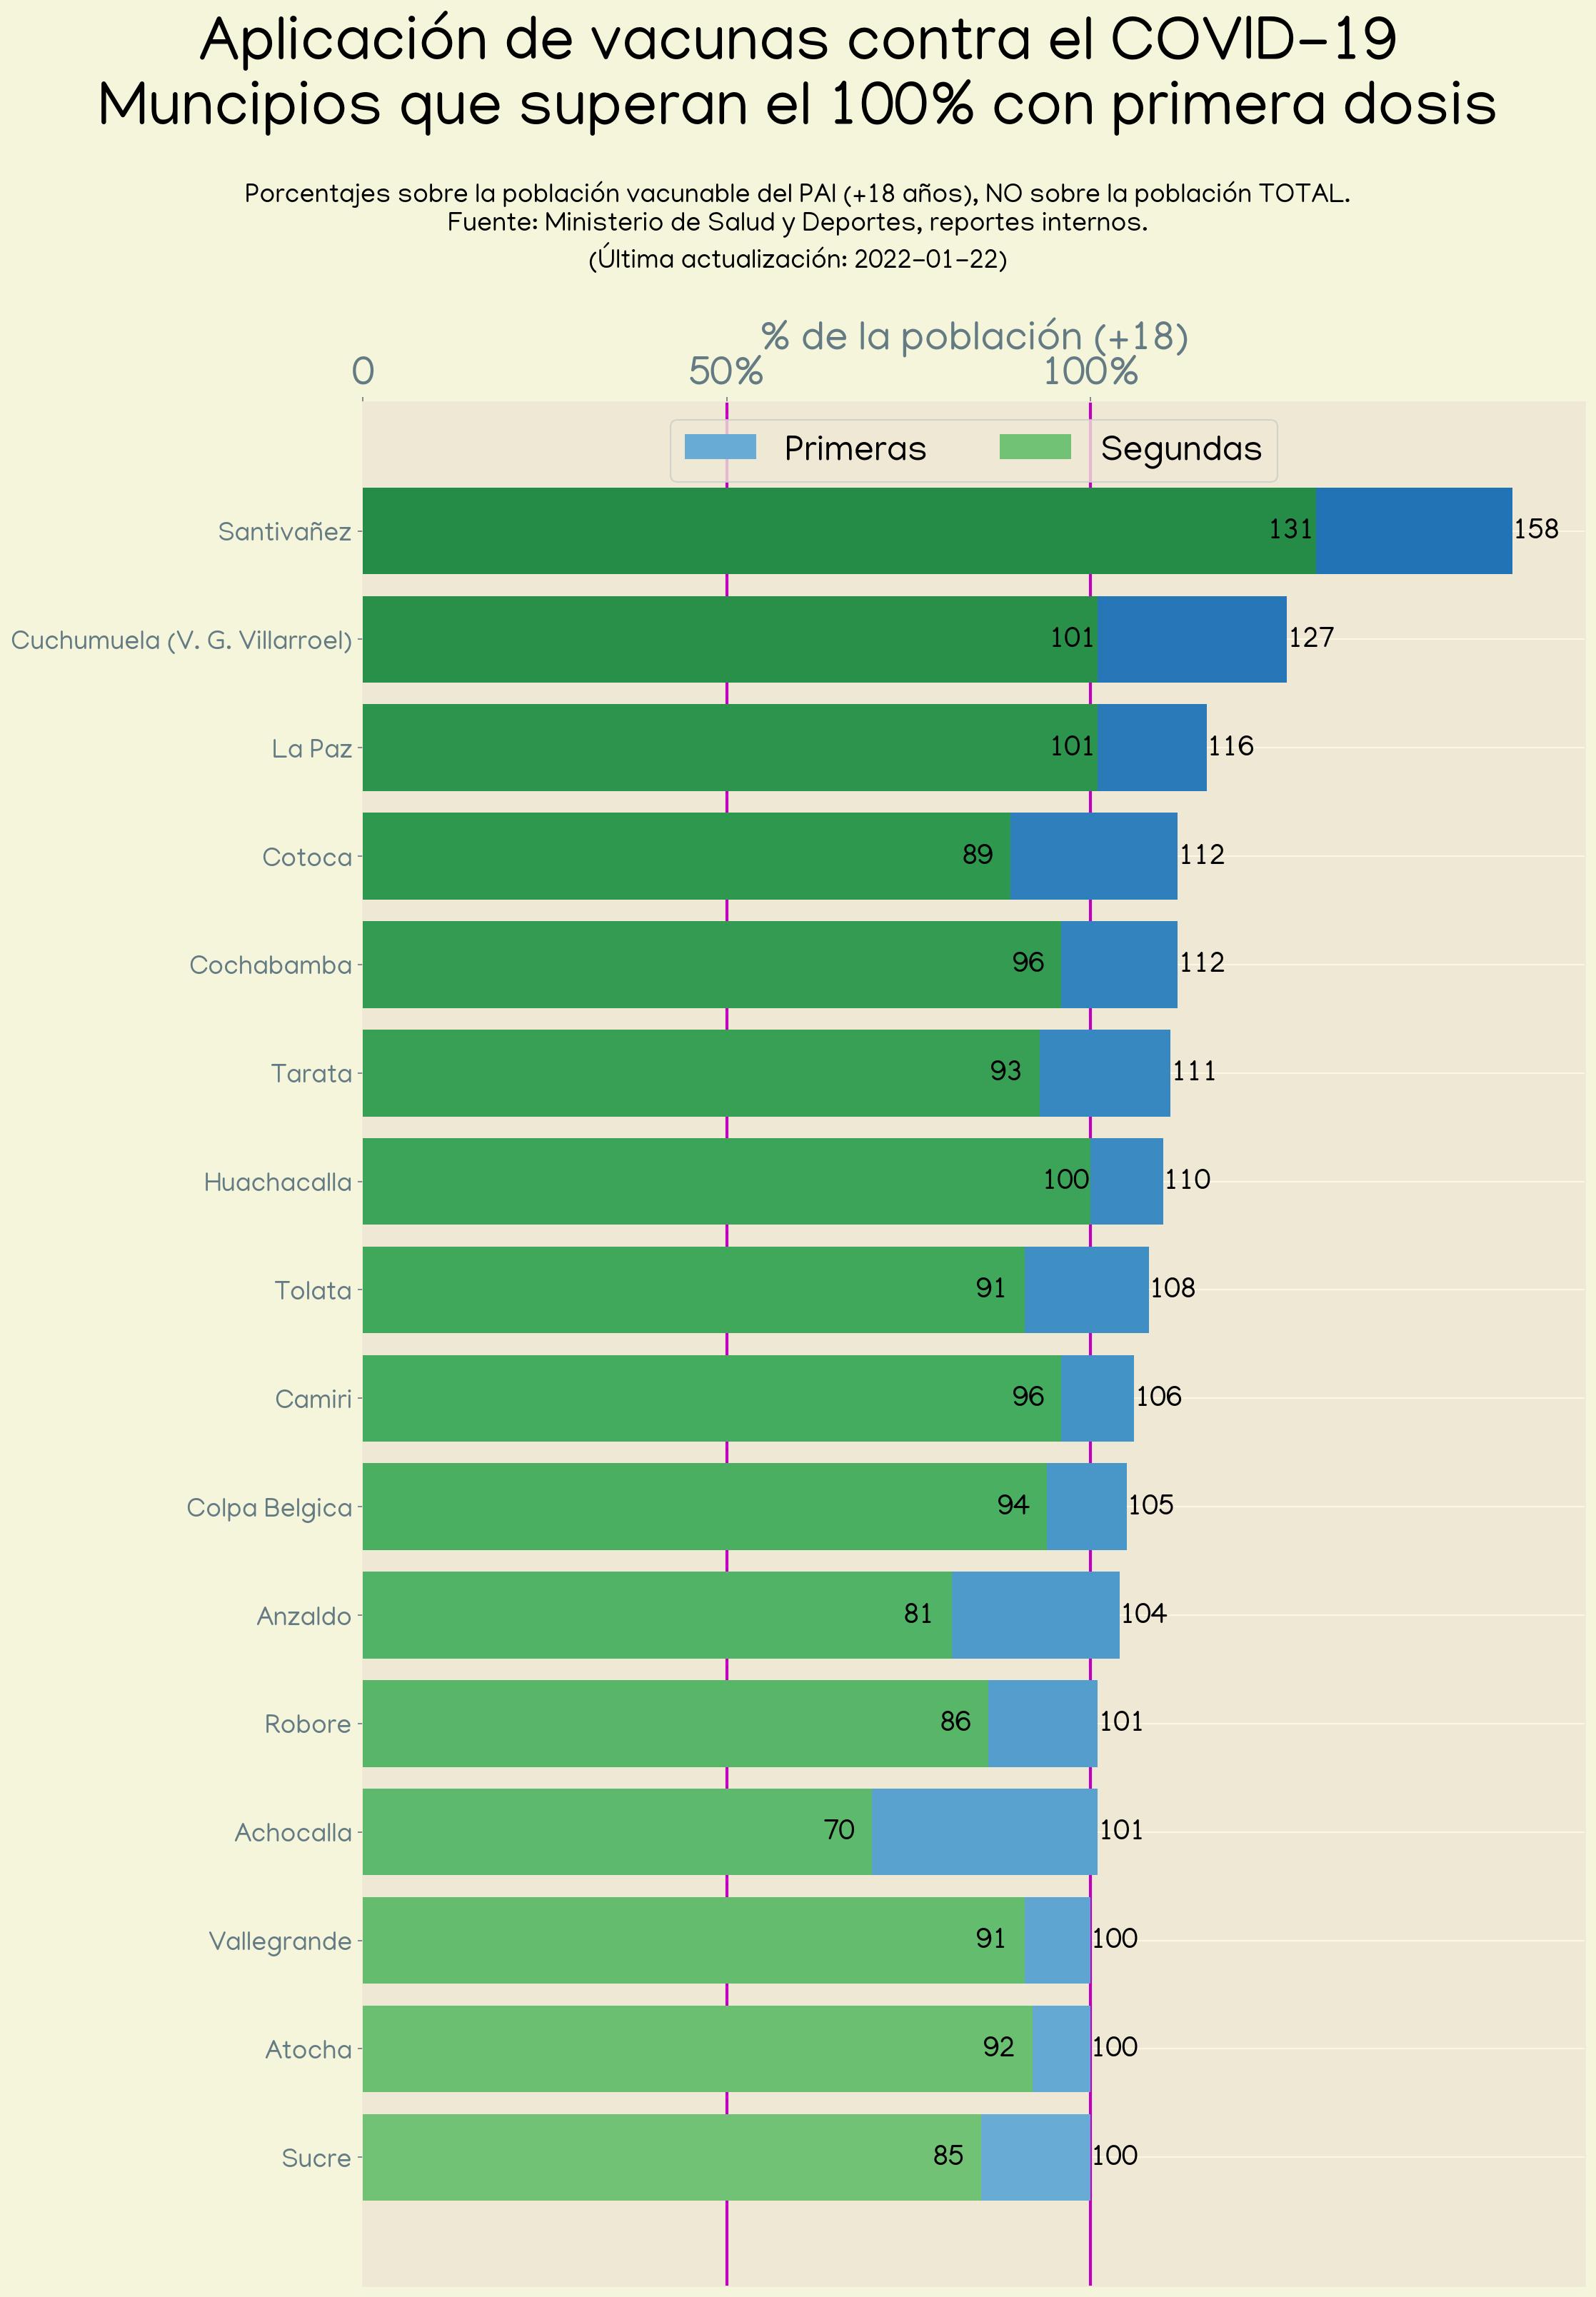 Aplicación de vacunas contra el COVID-19
Muncipios que superan el 100% con primera dosis
Porcentajes sobre la población vacunable del PAI (+18 años), NO sobre la población TOTAL.
Fuente: Ministerio de Salud y Deportes, reportes internos.
(Última actualización: 2022-01-22)
% de la población (+18)
0 50% 100%
Primeras Segundas
Santivañez 131 158
Cuchumuela (V. G. Villarroel) 101 127
La Paz 101 116
Cotoca 89 112
Cochabamba 96 112
Tarata 93 111
Huachacalla 100 110
Tolata 91 108
Camiri 96 106
Colpa Belgica 94 105
Anzaldo 81 104
Robore 86 101
Achocalla 70 101
Vallegrande 91 100
Atocha 92 100
Sucre 85 100